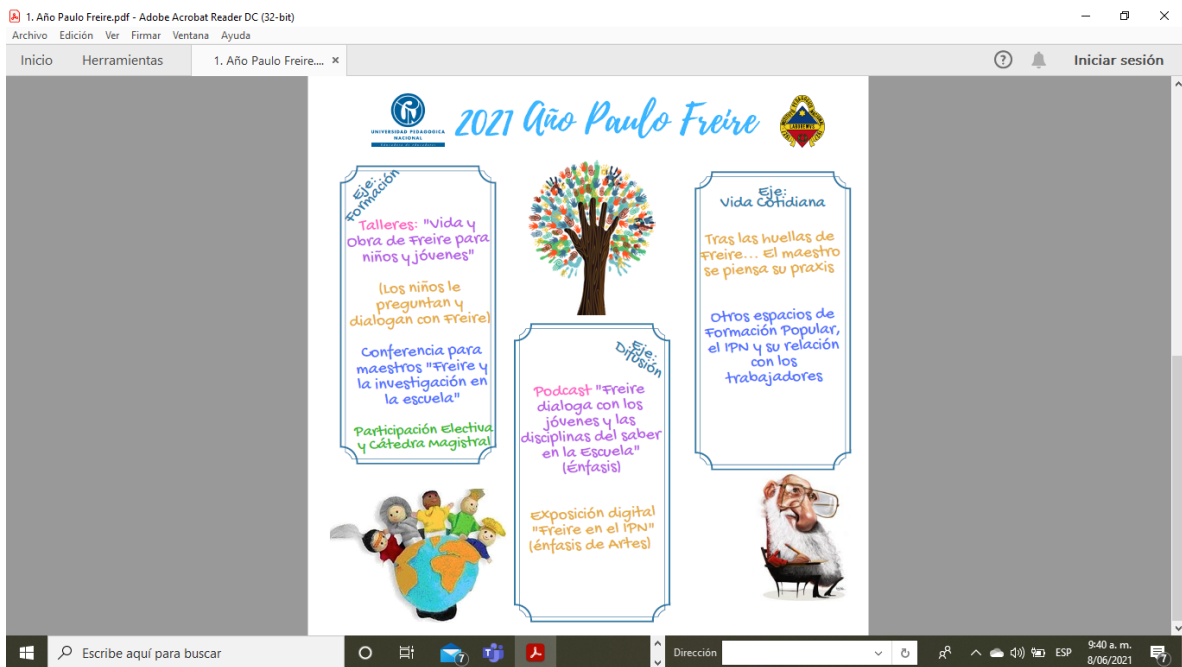 1. Año Paulo Freire.pdf - Adobe Acrobat Reader DC (32-bit)
Archivo Edición Ver Firmar Ventana Ayuda
Inicio Herramientas 1. Año Paulo Freire.... × Iniciar sesión
UNIVERSIDAD PEDAGOGICA
NACIONAL
2021 Año Paulo Freire
Eje:
Formación
Talleres: "Vida y
Obra de Freire para
niños y jóvenes"
(Los niños le
preguntan y
dialogan con Freire)
Conferencia para
maestros "Freire y
la investigación en
la escuela"
Participación Electiva
y Cátedra Magistral
Eje:
Difusión
Podcast "Freire
dialoga con los
jóvenes y las
disciplinas del saber
en la Escuela"
(énfasis)
Exposición digital
"Freire en el IPN"
(énfasis de Artes)
Eje:
Vida Cotidiana
Tras las huellas de
Freire... El maestro
se piensa su praxis
Otros espacios de
Formación Popular,
el IPN y su relación
con los
trabajadores
Escribe aquí para buscar
7
Dirección
ESP
9:40 a. m.
8/06/2021
7